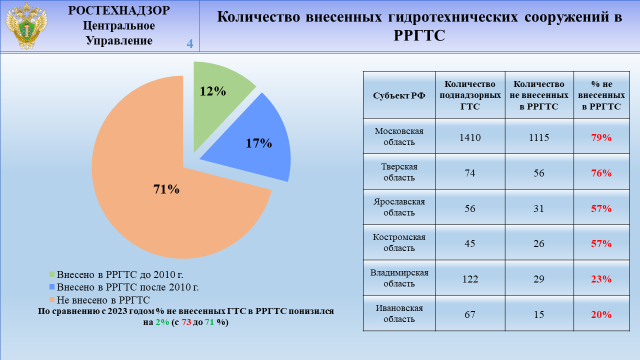 РОСТЕХНАДЗОР
Центральное
Управление
4
Количество внесенных гидротехнических сооружений в
РРГТС
12%
17%
71%
Внесено в РРГТС до 2010 г.
Внесено в РРГТС после 2010 г.
Не внесено в РРГТС
По сравнению с 2023 годом % не внесенных ГТС в РРГТС понизился
на 2% (с 73 до 71 %)
Субъект РФ
Количество
поднадзорных
ГТС
Количество
не внесенных
в РРГТС
% не
внесенных
в РРГТС
Московская
область
1410
1115
79%
Тверская
область
74
56
76%
Ярославская
область
56
31
57%
Костромская
область
45
26
57%
Владимирская
область
122
29
23%
Ивановская
область
67
15
20%